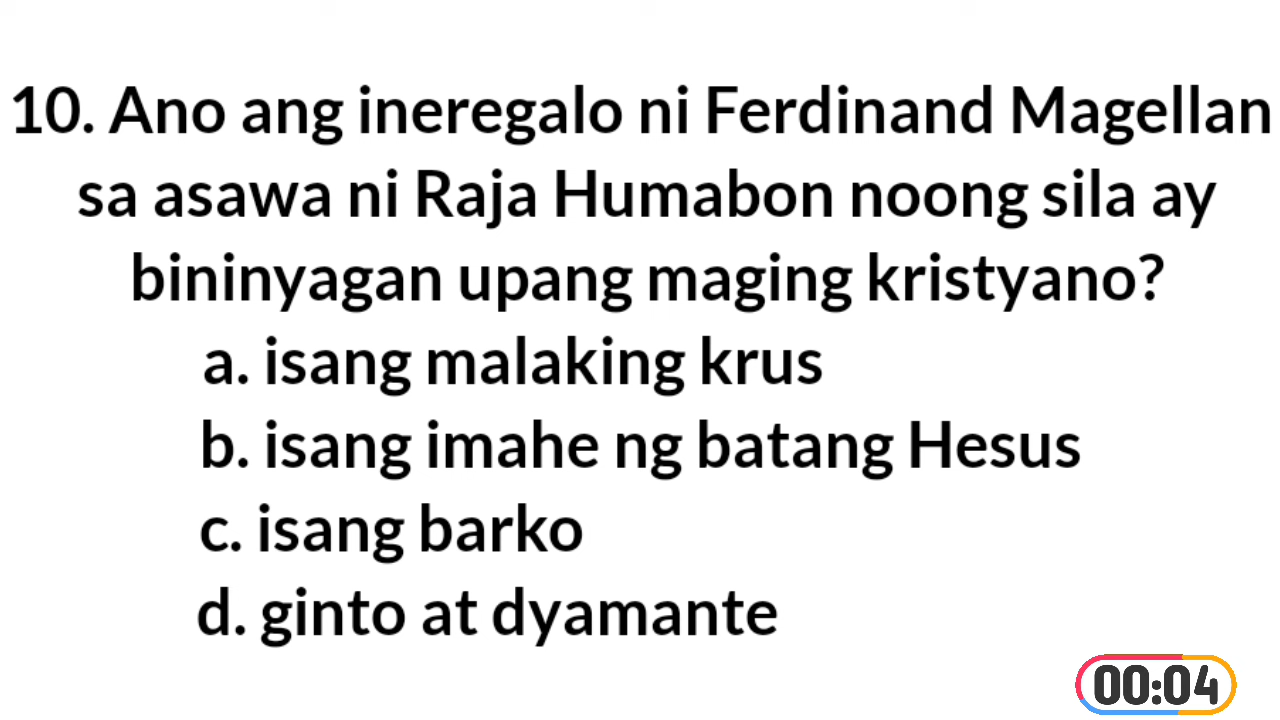 10. Ano ang ineregalo ni Ferdinand Magellan
sa asawa ni Raja Humabon noong sila ay
bininyagan upang maging kristyano?
a. isang malaking krus
b. isang imahe ng batang Hesus
c. isang barko
d. ginto at dyamante
00:04